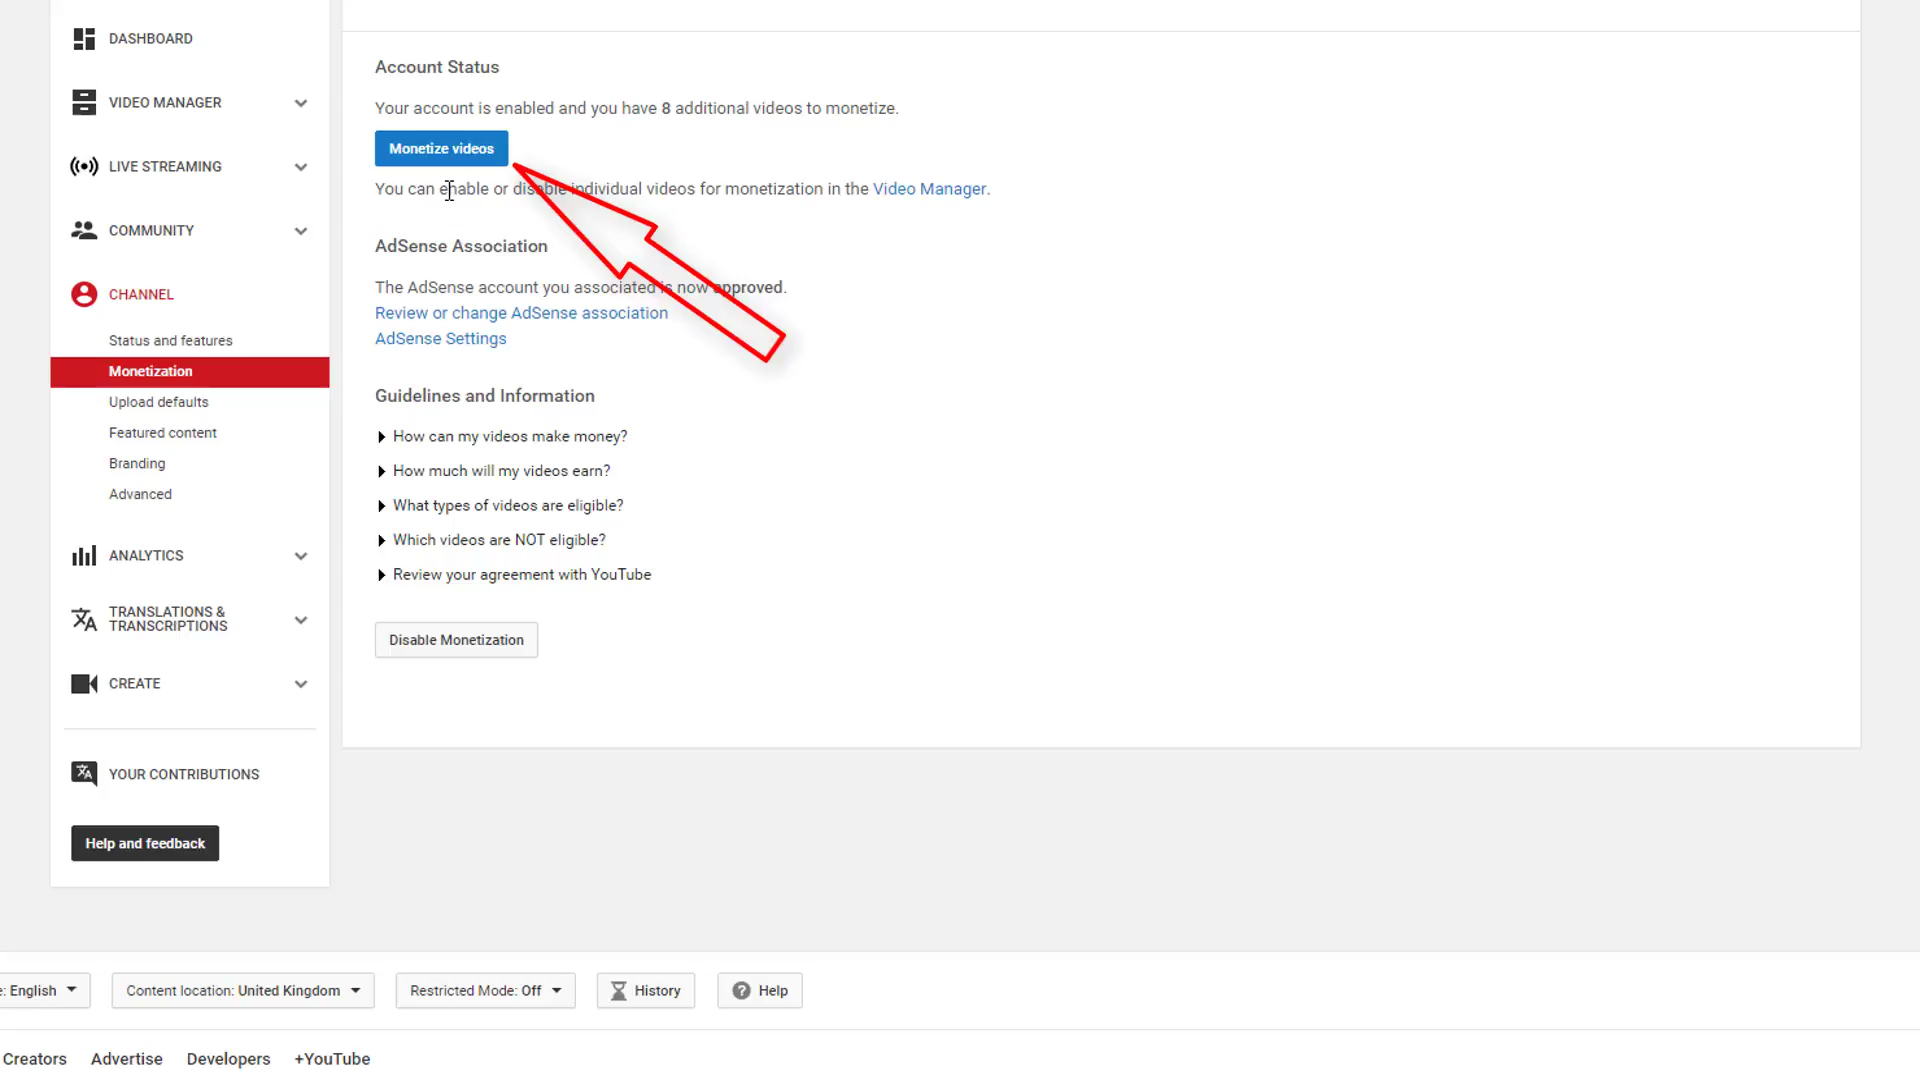 DASHBOARD
VIDEO MANAGER
LIVE STREAMING
COMMUNITY
CHANNEL
Status and features
Monetization
Upload defaults
Featured content
Branding
Advanced
ANALYTICS
TRANSLATIONS &
TRANSCRIPTIONS
CREATE
YOUR CONTRIBUTIONS
Help and feedback
Account Status
Your account is enabled and you have 8 additional videos to monetize.
Monetize videos
You can enable or disable individual videos for monetization in the Video Manager.
AdSense Association
The AdSense account you associated is now approved.
Review or change AdSense association
AdSense Settings
Guidelines and Information
How can my videos make money?
How much will my videos earn?
What types of videos are eligible?
Which videos are NOT eligible?
Review your agreement with YouTube
Disable Monetization
e: English
Content location: United Kingdom
Restricted Mode: Off
History
Help
Creators
Advertise
Developers
+YouTube